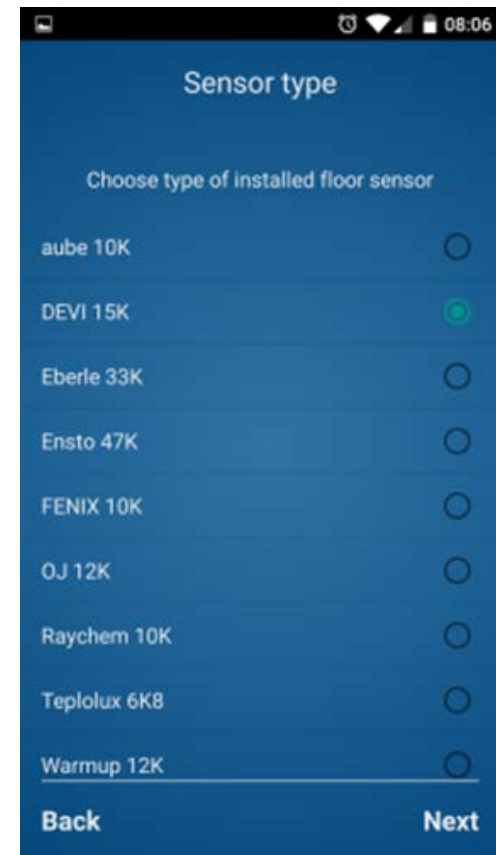 08:06
Sensor type
Choose type of installed floor sensor
aube 10K
DEVI 15K
Eberle 33K
Ensto 47K
FENIX 10K
OJ 12K
Raychem 10K
Teplolux 6K8
Warmup 12K
Back Next